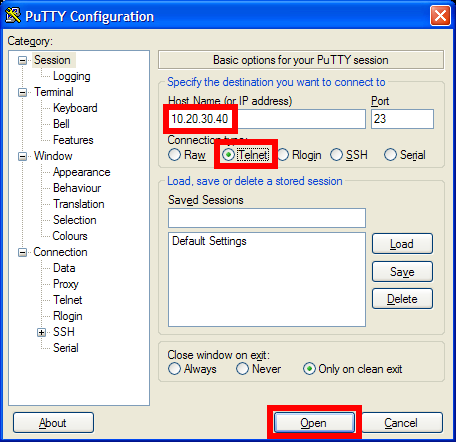 PuTTY Configuration
Category:
Session
Logging
Terminal
Keyboard
Bell
Features
Window
Appearance
Behaviour
Translation
Selection
Colours
Connection
Data
Proxy
Telnet
Rlogin
SSH
Serial
Basic options for your PuTTY session
Specify the destination you want to connect to
Host Name (or IP address) Port
10.20.30.40 23
Connection type:
Raw Telnet Rlogin SSH Serial
Load, save or delete a stored session
Saved Sessions
Default Settings
Load
Save
Delete
Close window on exit:
Always Never Only on clean exit
About Open Cancel